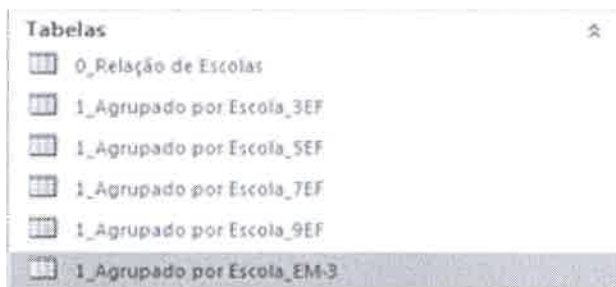 Tabelas
0_Relação de Escolas
1_Agrupado por Escola_3EF
1_Agrupado por Escola_5EF
1_Agrupado por Escola_7EF
1_Agrupado por Escola_9EF
1_Agrupado por Escola_EM-3